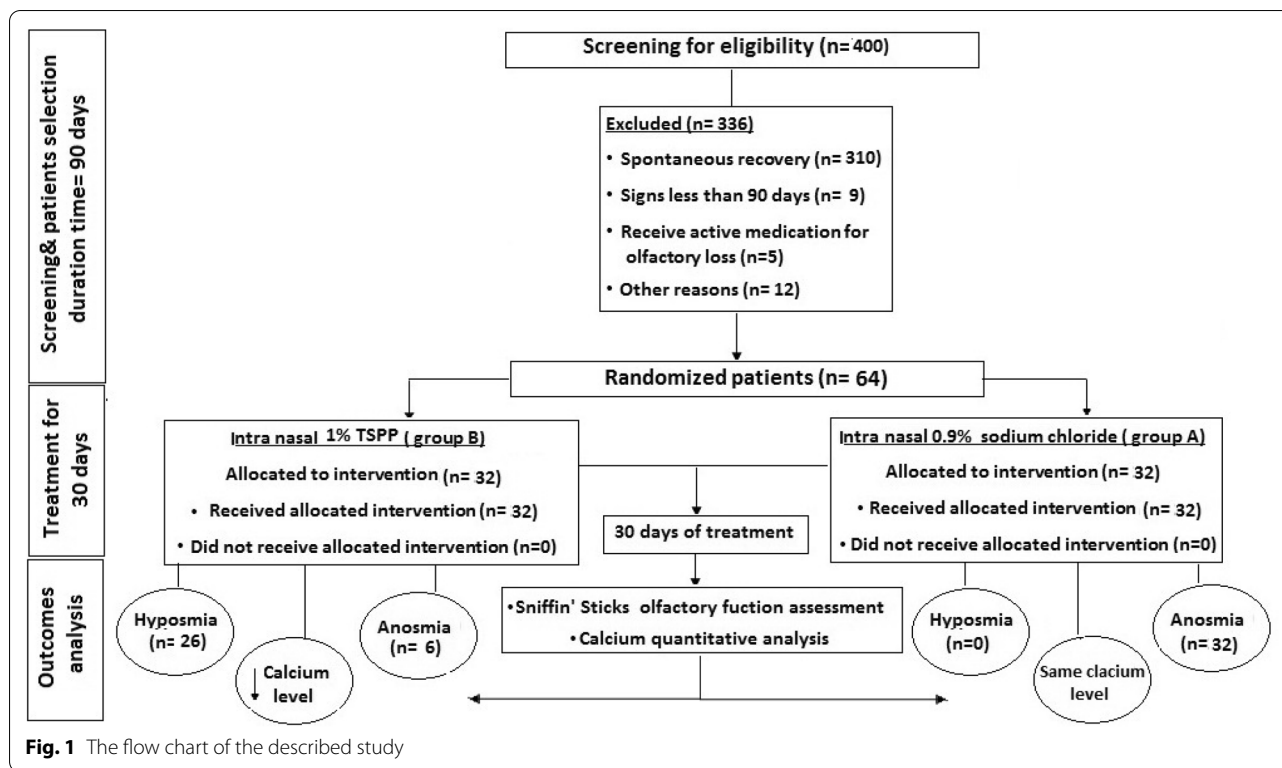 Screening& patients selection
duration time= 90 days
Screening for eligibility (n= 400)
Excluded (n= 336)
• Spontaneous recovery (n= 310)
• Signs less than 90 days (n= 9)
• Receive active medication for
olfactory loss (n=5)
• Other reasons (n= 12)
Randomized patients (n= 64)
Treatment for
30 days
Intra nasal 1% TSPP ( group B)
Allocated to intervention (n= 32)
• Received allocated intervention (n= 32)
• Did not receive allocated intervention (n=0)
30 days of treatment
Intra nasal 0.9% sodium chloride ( group A)
Allocated to intervention (n= 32)
• Received allocated intervention (n= 32)
• Did not receive allocated intervention (n=0)
Outcomes
analysis
Hyposmia
(n= 26)
Calcium
level
Anosmia
(n= 6)
•Sniffin' Sticks olfactory fuction assessment
•Calcium quantitative analysis
Hyposmia
(n=0)
Same clacium
level
Anosmia
(n= 32)
Fig. 1 The flow chart of the described study